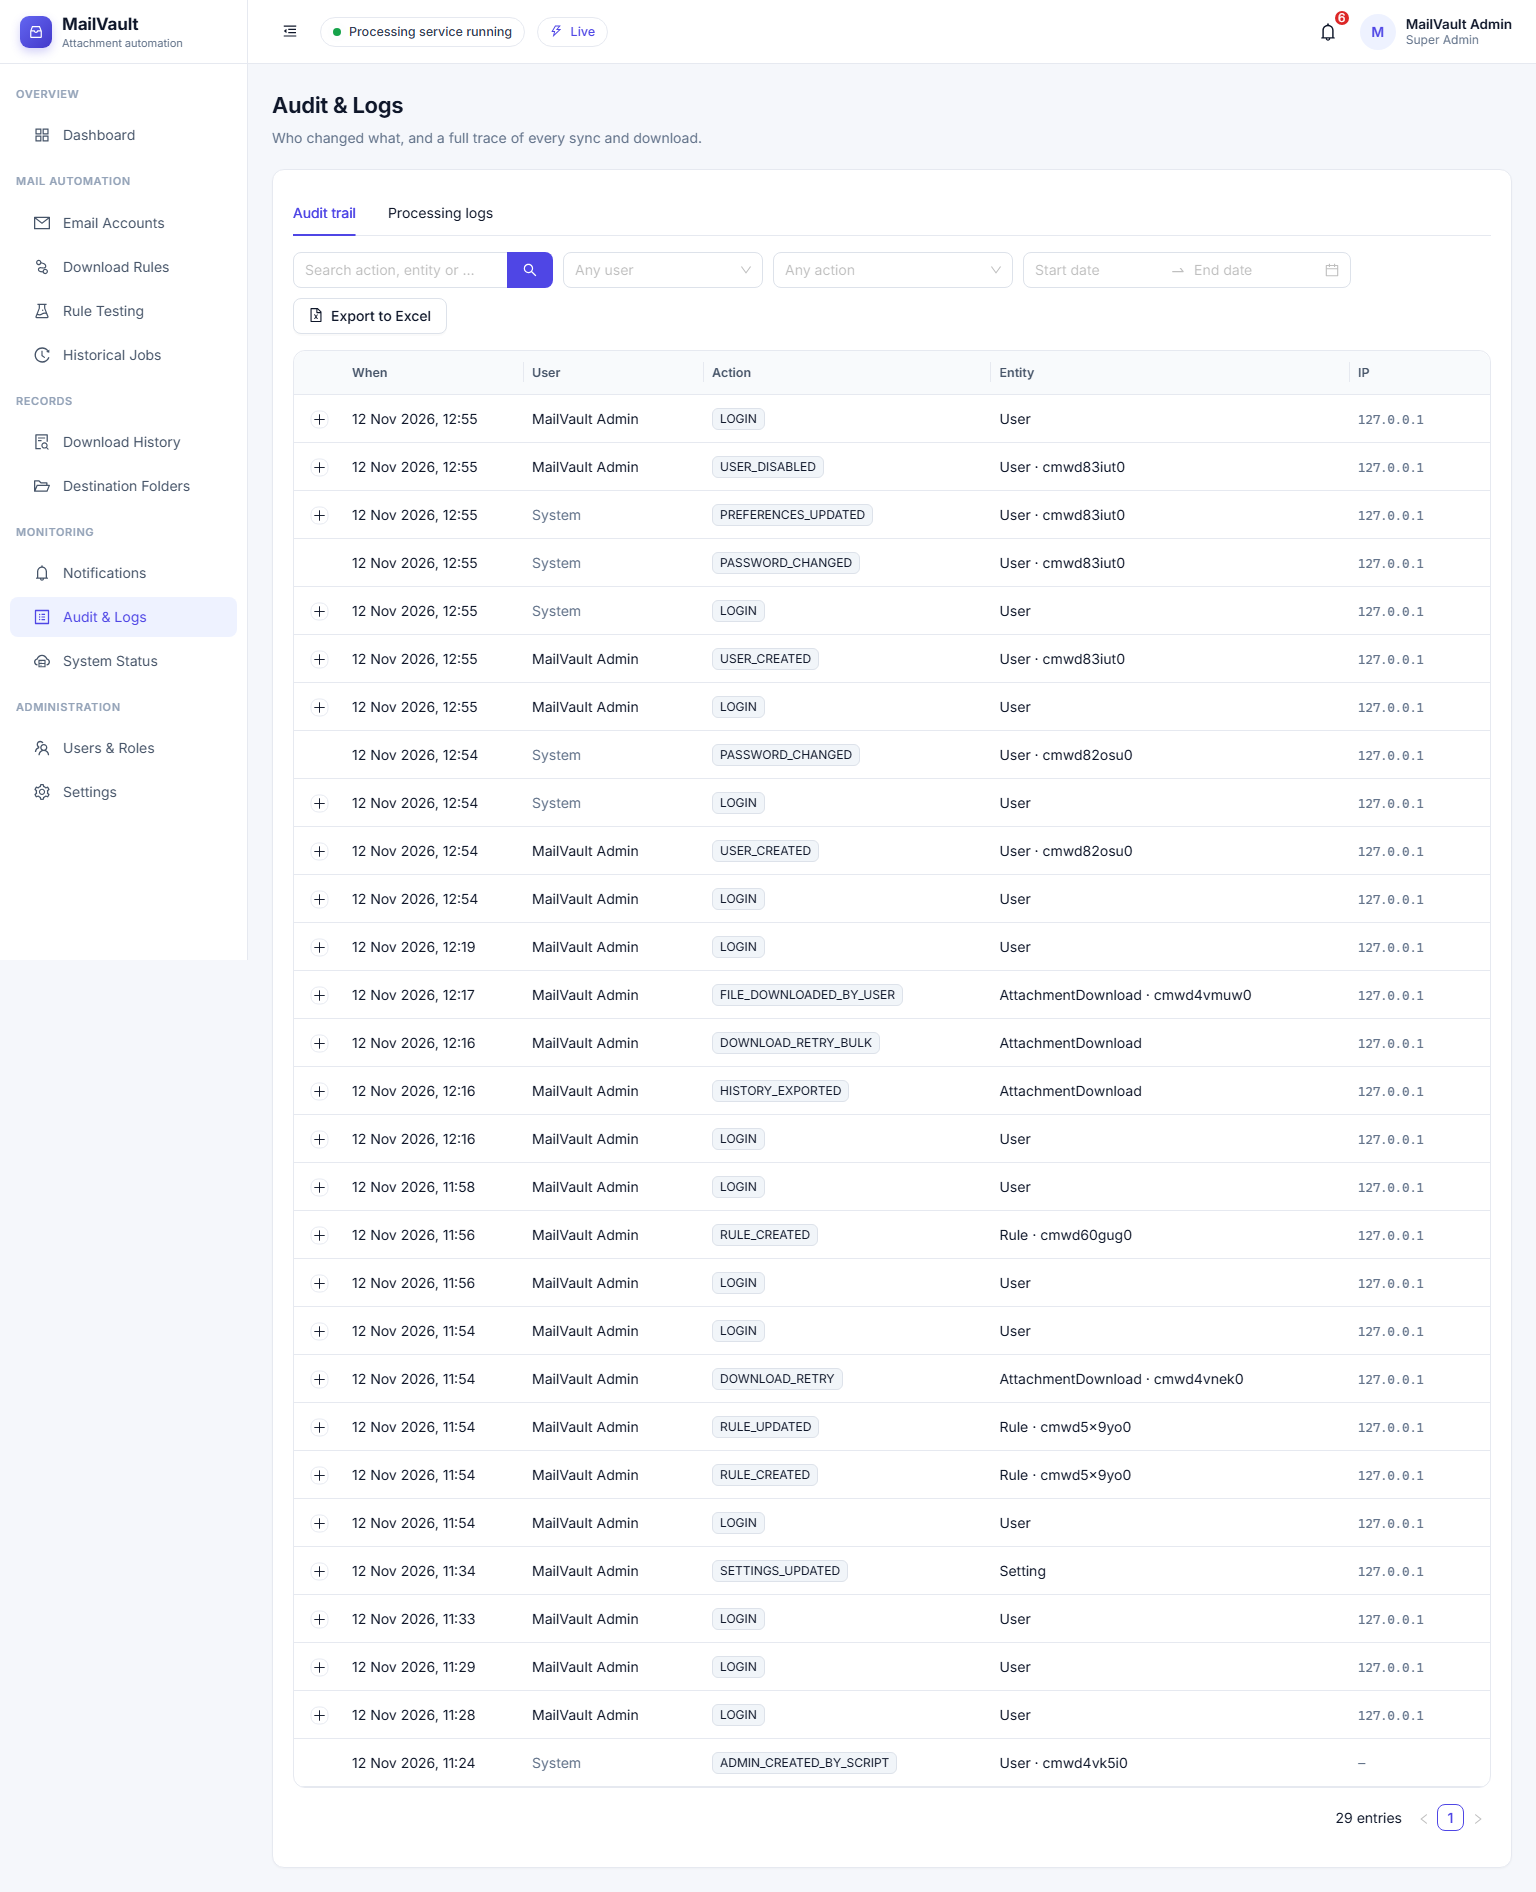 MailVault
Attachment automation
Processing service running
Live
6
M
MailVault Admin
Super Admin
OVERVIEW
Dashboard
MAIL AUTOMATION
Email Accounts
Download Rules
Rule Testing
Historical Jobs
RECORDS
Download History
Destination Folders
MONITORING
Notifications
Audit & Logs
System Status
ADMINISTRATION
Users & Roles
Settings
Audit & Logs
Who changed what, and a full trace of every sync and download.
Audit trail Processing logs
Search action, entity or ... Any user Any action Start date End date
Export to Excel
When User Action Entity IP
12 Nov 2026, 12:55 MailVault Admin LOGIN User 127.0.0.1
12 Nov 2026, 12:55 MailVault Admin USER_DISABLED User · cmwd83iut0 127.0.0.1
12 Nov 2026, 12:55 System PREFERENCES_UPDATED User · cmwd83iut0 127.0.0.1
12 Nov 2026, 12:55 System PASSWORD_CHANGED User · cmwd83iut0 127.0.0.1
12 Nov 2026, 12:55 System LOGIN User 127.0.0.1
12 Nov 2026, 12:55 MailVault Admin USER_CREATED User · cmwd83iut0 127.0.0.1
12 Nov 2026, 12:55 MailVault Admin LOGIN User 127.0.0.1
12 Nov 2026, 12:54 System PASSWORD_CHANGED User · cmwd82osu0 127.0.0.1
12 Nov 2026, 12:54 System LOGIN User 127.0.0.1
12 Nov 2026, 12:54 MailVault Admin USER_CREATED User · cmwd82osu0 127.0.0.1
12 Nov 2026, 12:54 MailVault Admin LOGIN User 127.0.0.1
12 Nov 2026, 12:19 MailVault Admin LOGIN User 127.0.0.1
12 Nov 2026, 12:17 MailVault Admin FILE_DOWNLOADED_BY_USER AttachmentDownload · cmwd4vmuw0 127.0.0.1
12 Nov 2026, 12:16 MailVault Admin DOWNLOAD_RETRY_BULK AttachmentDownload 127.0.0.1
12 Nov 2026, 12:16 MailVault Admin HISTORY_EXPORTED AttachmentDownload 127.0.0.1
12 Nov 2026, 12:16 MailVault Admin LOGIN User 127.0.0.1
12 Nov 2026, 11:58 MailVault Admin LOGIN User 127.0.0.1
12 Nov 2026, 11:56 MailVault Admin RULE_CREATED Rule · cmwd60gug0 127.0.0.1
12 Nov 2026, 11:56 MailVault Admin LOGIN User 127.0.0.1
12 Nov 2026, 11:54 MailVault Admin LOGIN User 127.0.0.1
12 Nov 2026, 11:54 MailVault Admin DOWNLOAD_RETRY AttachmentDownload · cmwd4vnek0 127.0.0.1
12 Nov 2026, 11:54 MailVault Admin RULE_UPDATED Rule · cmwd5×9yo0 127.0.0.1
12 Nov 2026, 11:54 MailVault Admin RULE_CREATED Rule · cmwd5×9yo0 127.0.0.1
12 Nov 2026, 11:54 MailVault Admin LOGIN User 127.0.0.1
12 Nov 2026, 11:34 MailVault Admin SETTINGS_UPDATED Setting 127.0.0.1
12 Nov 2026, 11:33 MailVault Admin LOGIN User 127.0.0.1
12 Nov 2026, 11:29 MailVault Admin LOGIN User 127.0.0.1
12 Nov 2026, 11:28 MailVault Admin LOGIN User 127.0.0.1
12 Nov 2026, 11:24 System ADMIN_CREATED_BY_SCRIPT User · cmwd4vk5i0 –
29 entries 1